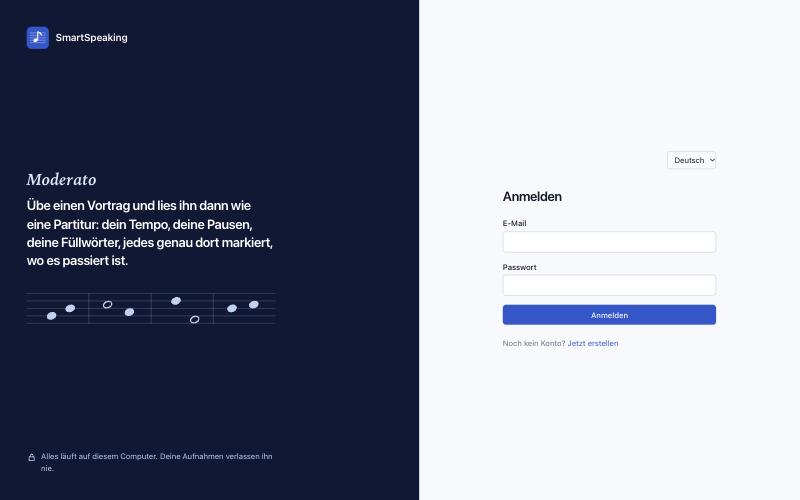 SmartSpeaking
Moderato
Übe einen Vortrag und lies ihn dann wie
eine Partitur: dein Tempo, deine Pausen,
deine Füllwörter, jedes genau dort markiert,
wo es passiert ist.
Alles läuft auf diesem Computer. Deine Aufnahmen verlassen ihn
nie.
Deutsch
Anmelden
E-Mail
Passwort
Anmelden
Noch kein Konto? Jetzt erstellen